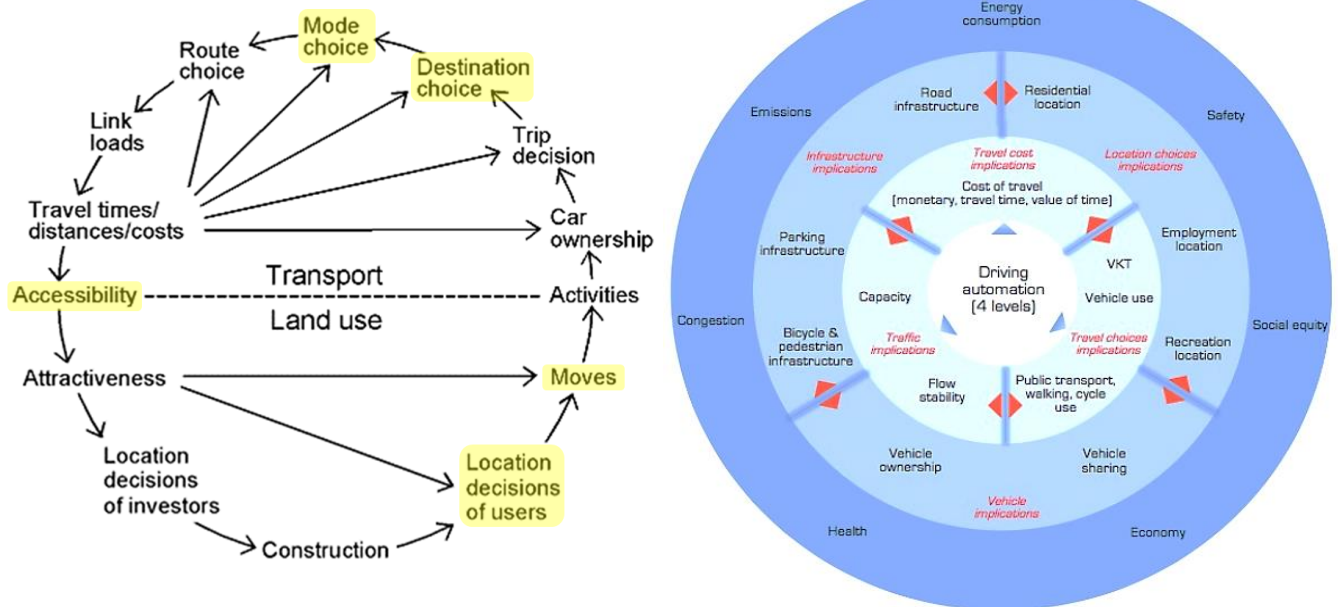 Mode
choice
Destination
choice
Route
choice
Link
loads
Trip
decision
Travel times/
distances/costs
Car
ownership
Transport
Accessibility
Activities
Land use
Attractiveness
Moves
Location
decisions
of investors
Location
decisions
of users
Construction
Energy
consumption
Emissions
Safety
Congestion
Social equity
Health
Economy
Road
infrastructure
Residential
location
Infrastructure
implications
Travel cost
implications
Location choices
implications
Cost of travel
(monetary, travel time, value of time)
Parking
infrastructure
Employment
location
VKT
Driving
automation
(4 levels)
Capacity
Vehicle use
Bicycle &
pedestrian
infrastructure
Traffic
implications
Travel choices
implications
Recreation
location
Flow
stability
Public transport,
walking, cycle
use
Vehicle
ownership
Vehicle
sharing
Vehicle
implications